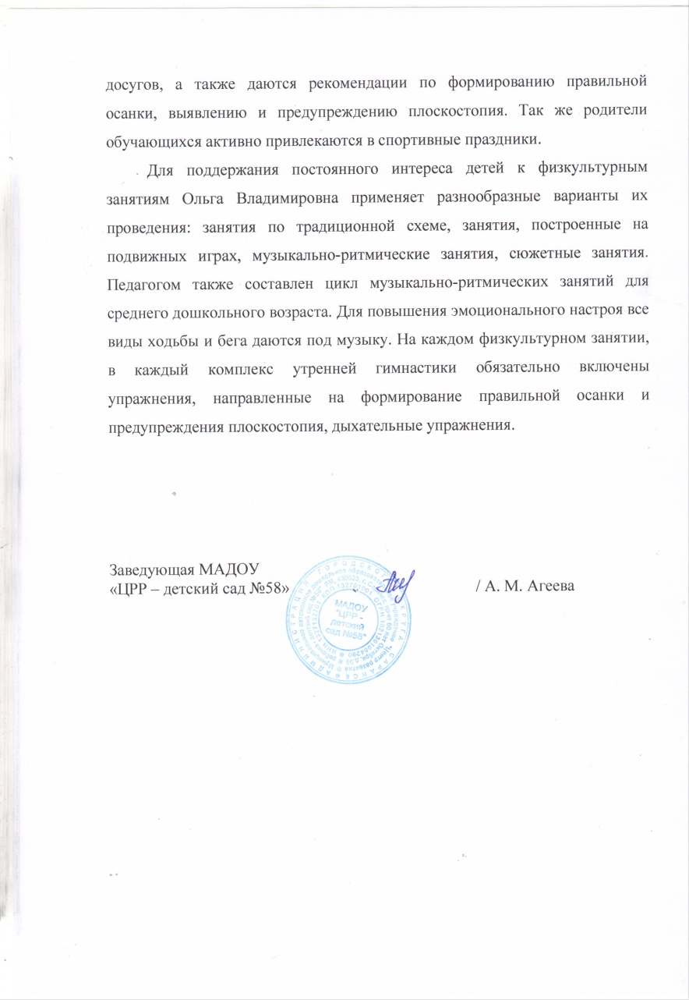 досугов, а также даются рекомендации по формированию правильной
осанки, выявлению и предупреждению плоскостопия. Так же родители
обучающихся активно привлекаются в спортивные праздники.
Для поддержания постоянного интереса детей к физкультурным
занятиям Ольга Владимировна применяет разнообразные варианты их
проведения: занятия по традиционной схеме, занятия, построенные на
подвижных играх, музыкально-ритмические занятия, сюжетные занятия.
Педагогом также составлен цикл музыкально-ритмических занятий для
среднего дошкольного возраста. Для повышения эмоционального настроя все
виды ходьбы и бега даются под музыку. На каждом физкультурном занятии,
в каждый комплекс утренней гимнастики обязательно включены
упражнения, направленные на формирование правильной осанки и
предупреждения плоскостопия, дыхательные упражнения.
Заведующая МАДОУ
«ЦРР – детский сад №58»
/ А. М. Агеева
МАДОУ
"ЦРР -
детский
сад №58"